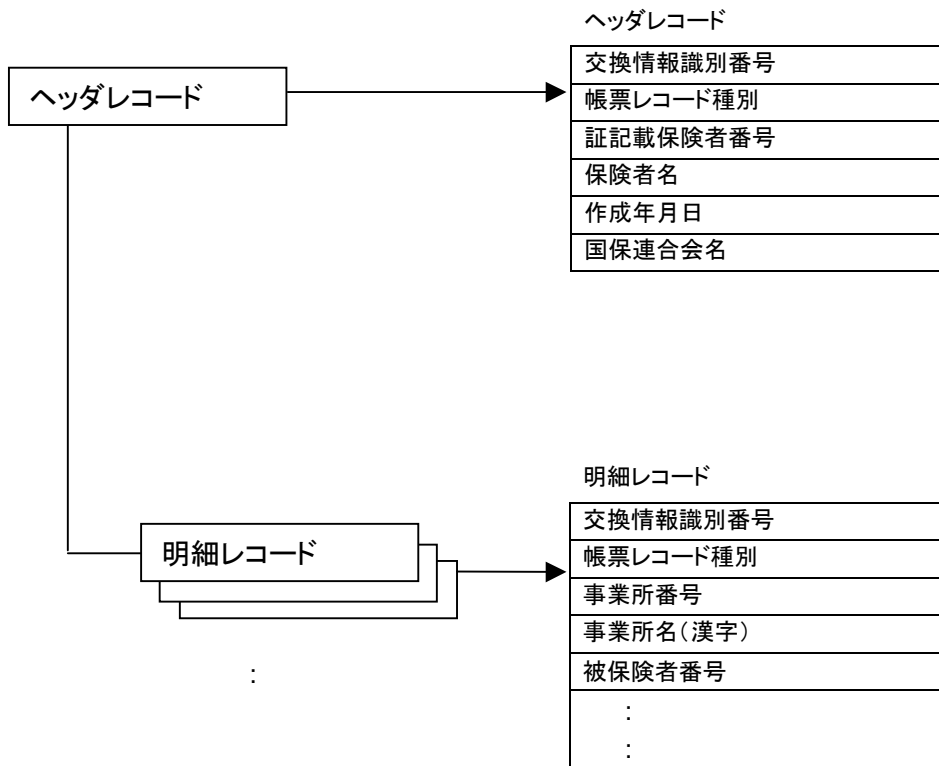 ヘッダレコード
ヘッダレコード
交換情報識別番号
帳票レコード種別
証記載保険者番号
保険者名
作成年月日
国保連合会名
明細レコード
:
明細レコード
交換情報識別番号
帳票レコード種別
事業所番号
事業所名(漢字)
被保険者番号
:
: